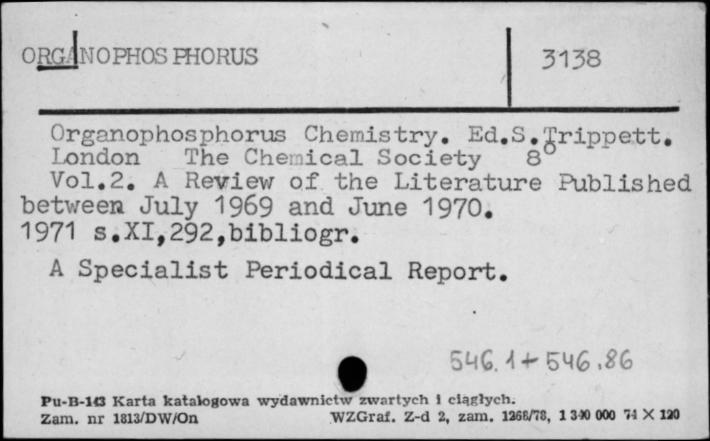 ORGANOPHOSPHORUS 3138
Organophosphorus Chemistry. Ed.S.Trippett.
London The Chemical Society 8°
Vol.2. A Review of the Literature Published
between July 1969 and June 1970.
1971 s.XI,292,bibliogr.
A Specialist Periodical Report.
546.1+546.86
Pu-B-143 Karta katalogowa wydawnictw zwartych i ciągłych.
Zam. nr 1813/DW/On WZGraf. Z-d 2, zam. 1268/78, 1 340 000 74 X 120